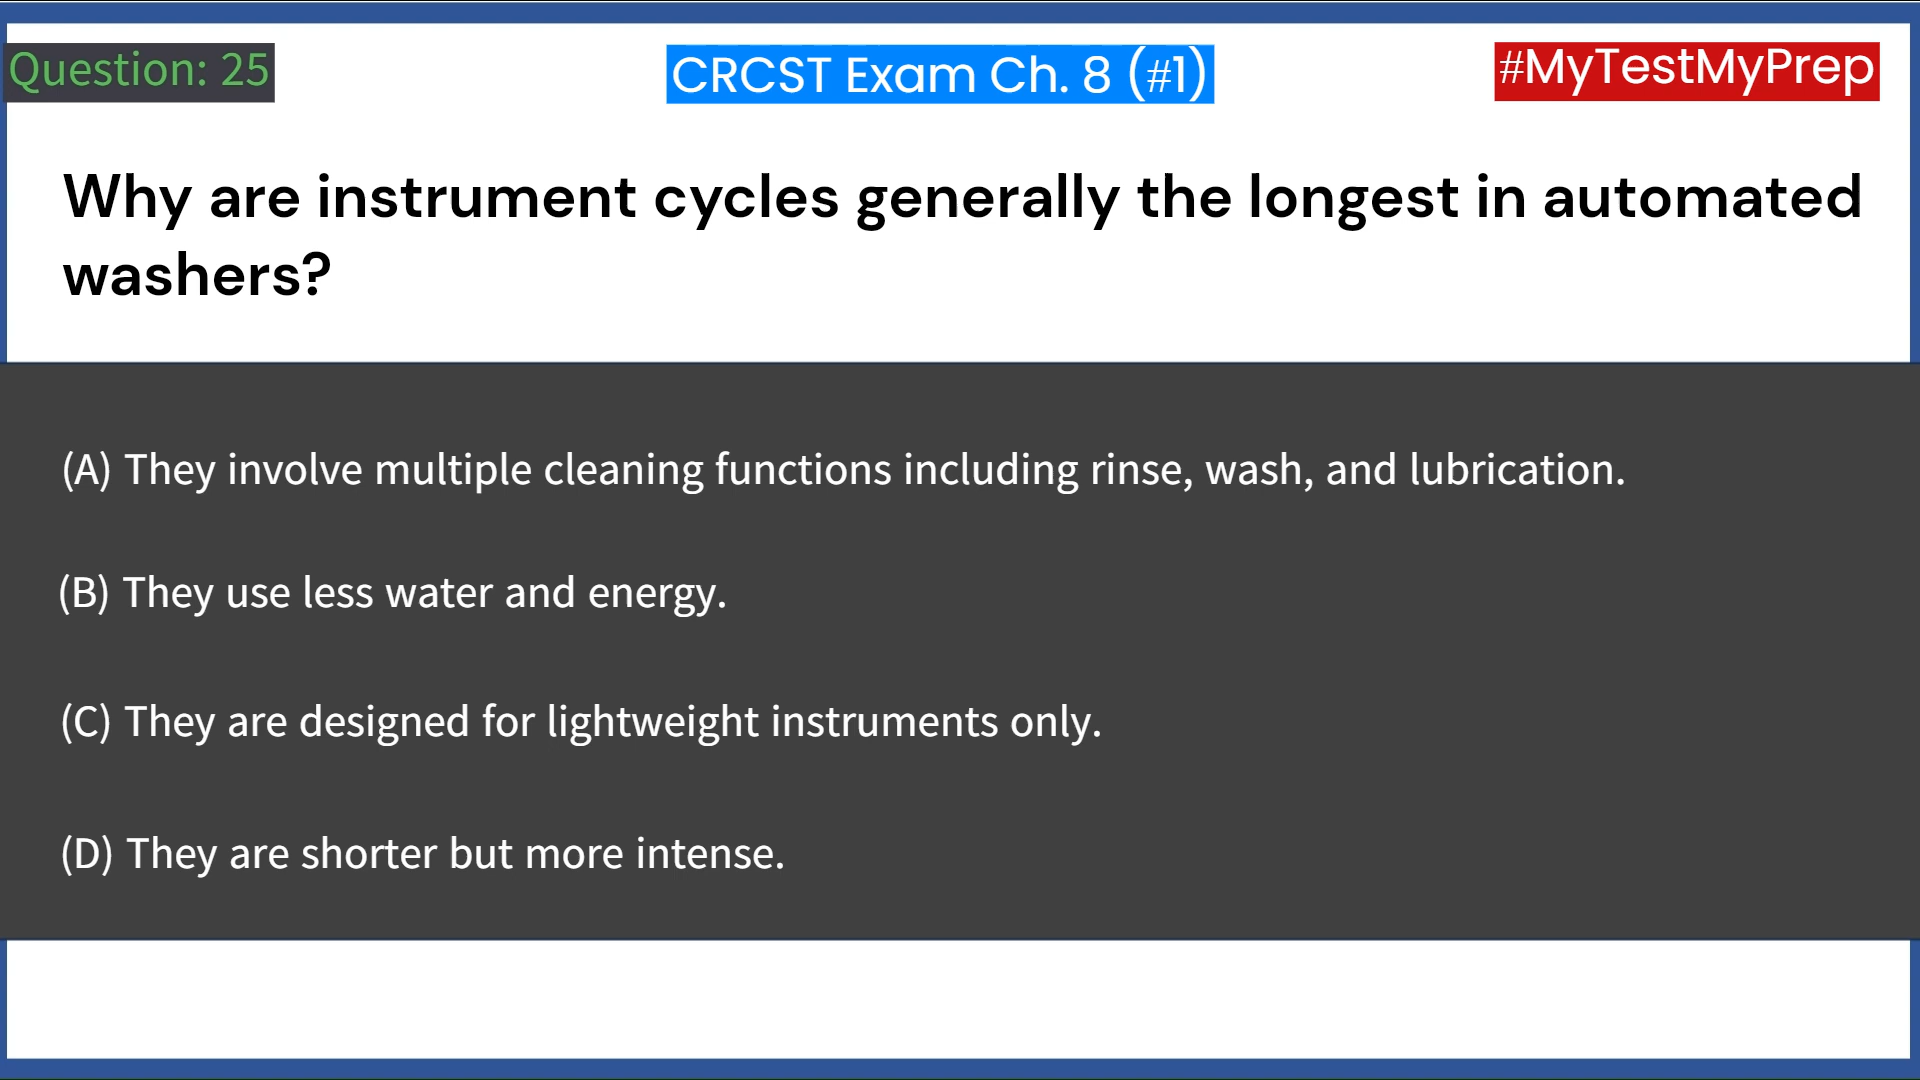 Question: 25
CRCST Exam Ch. 8 (#1)
#MyTestMyPrep
Why are instrument cycles generally the longest in automated
washers?
(A) They involve multiple cleaning functions including rinse, wash, and lubrication.
(B) They use less water and energy.
(C) They are designed for lightweight instruments only.
(D) They are shorter but more intense.